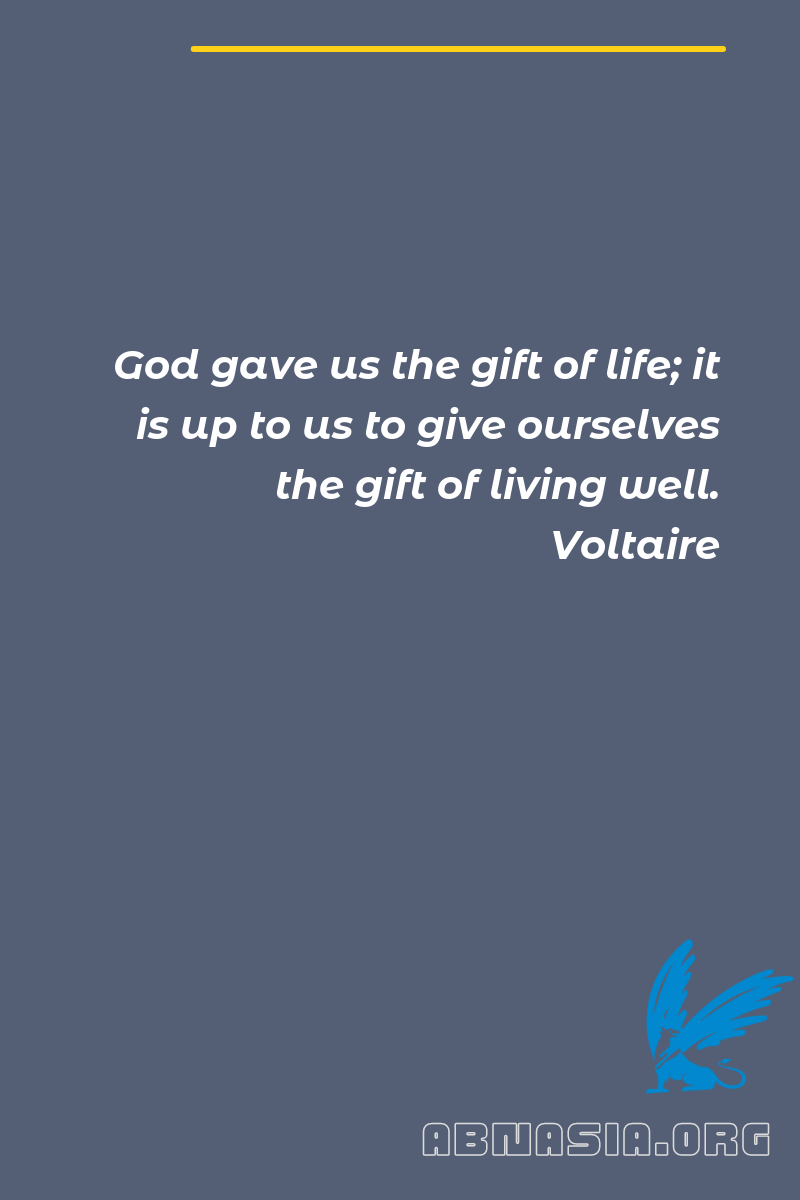 God gave us the gift of life; it
is up to us to give ourselves
the gift of living well.
Voltaire
ABNASIA.ORG